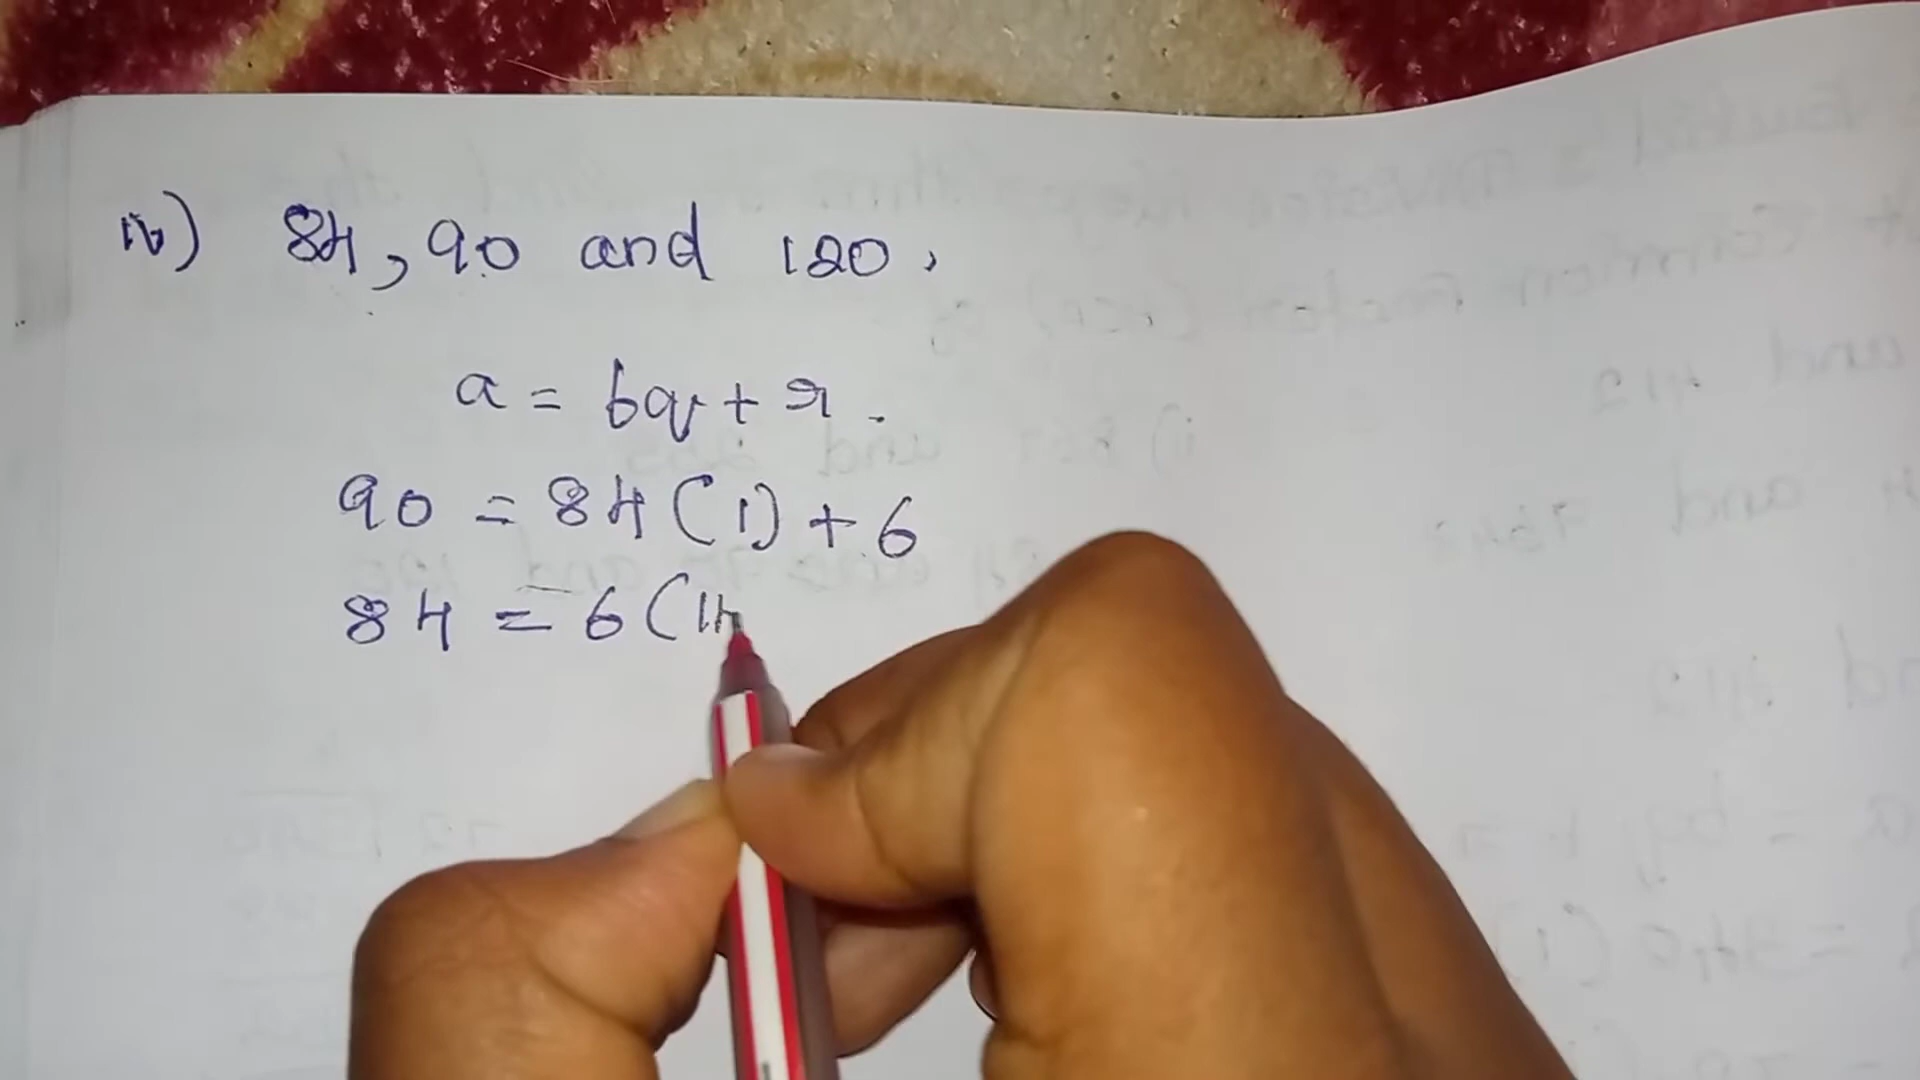 iv) 84, 90 and 120.
a = bq + r.
90 = 84 (1) + 6
84 = 6 (14